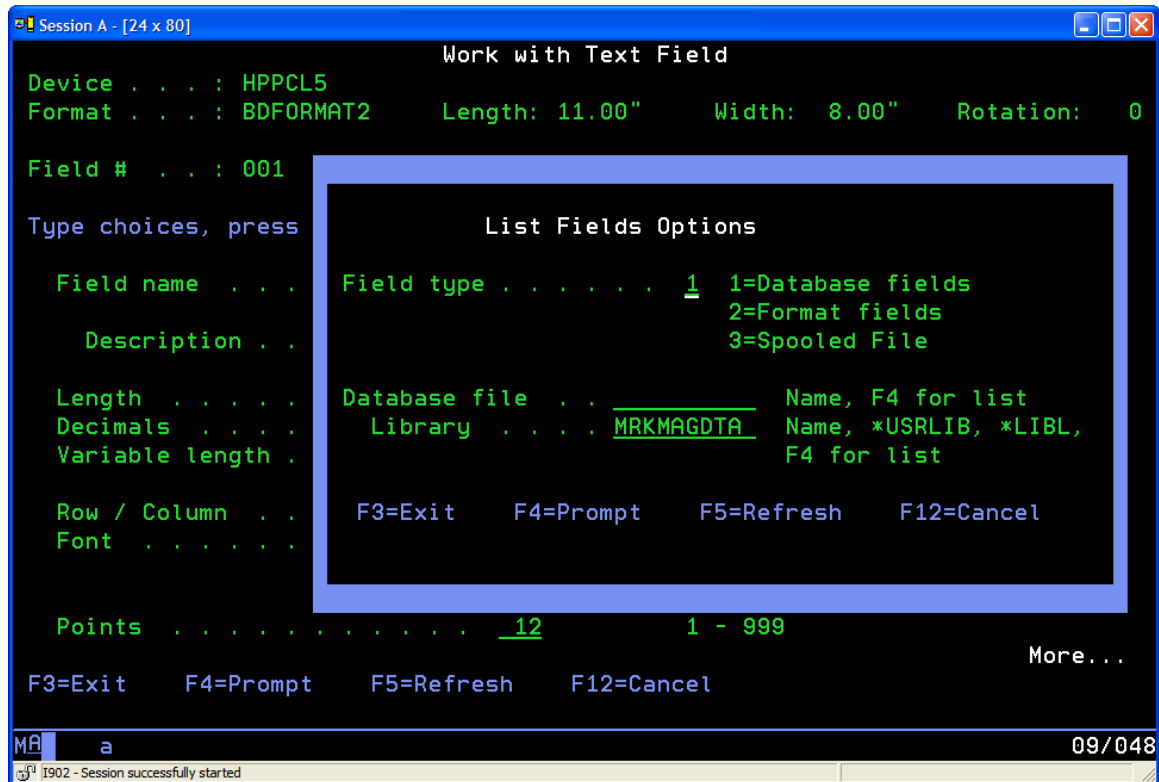 Session A - [24 x 80]
Work with Text Field
Device . . . : HPPCL5
Format . . . : BDFORMAT2 Length: 11.00" Width: 8.00" Rotation: 0
Field # . . : 001
Type choices, press List Fields Options
Field name . . . Field type . . . . . . 1 1=Database fields
2=Format fields
Description . . 3=Spooled File
Length . . . . . Database file . . __________ Name, F4 for list
Decimals . . . . Library . . . . MRKMAGDTA_ Name, *USRLIB, *LIBL,
Variable length . F4 for list
Row / Column . . F3=Exit F4=Prompt F5=Refresh F12=Cancel
Font . . . . . .
Points . . . . . . . . . . . . _12 1 - 999
More...
F3=Exit F4=Prompt F5=Refresh F12=Cancel
MA a 09/048
I902 - Session successfully started